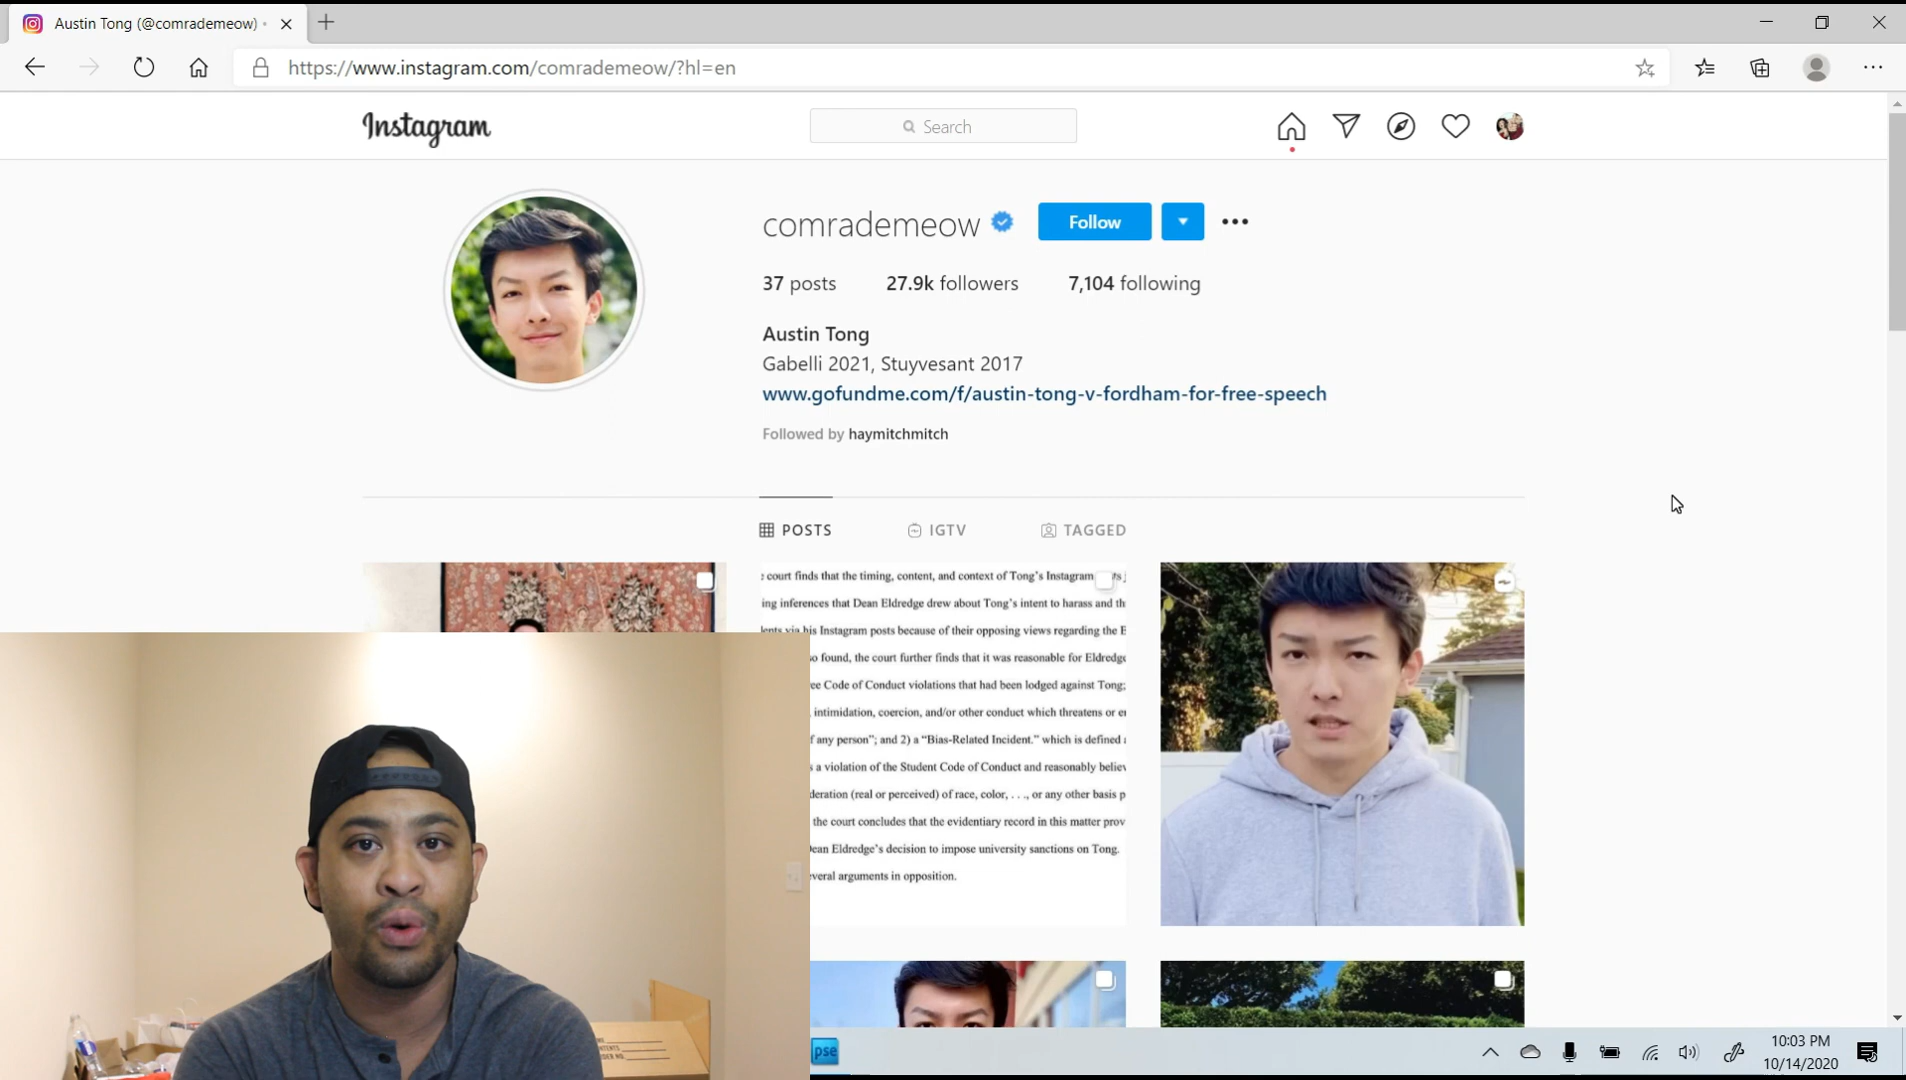 Austin Tong (@comrademeow) •
https://www.instagram.com/comrademeow/?hl=en
Instagram
Search
comrademeow
Follow
37 posts
27.9k followers
7,104 following
Austin Tong
Gabelli 2021, Stuyvesant 2017
www.gofundme.com/f/austin-tong-v-fordham-for-free-speech
Followed by haymitchmitch
POSTS
IGTV
TAGGED
court finds that the timing, content, and context of Tong's Instagram
ing inferences that Dean Eldredge drew about Tong's intent to harass and th
via his Instagram posts because of their opposing views regarding the E
so found, the court further finds that it was reasonable for Eldredge
ee Code of Conduct violations that had been lodged against Tong;
intimidation, coercion, and/or other conduct which threatens or e
f any person"; and 2) a "Bias-Related Incident." which is defined
s a violation of the Student Code of Conduct and reasonably believ
deration (real or perceived) of race, color, . . ., or any other basis p
the court concludes that the evidentiary record in this matter prov
Dean Eldredge's decision to impose university sanctions on Tong.
everal arguments in opposition.
pse
10:03 PM
10/14/2020